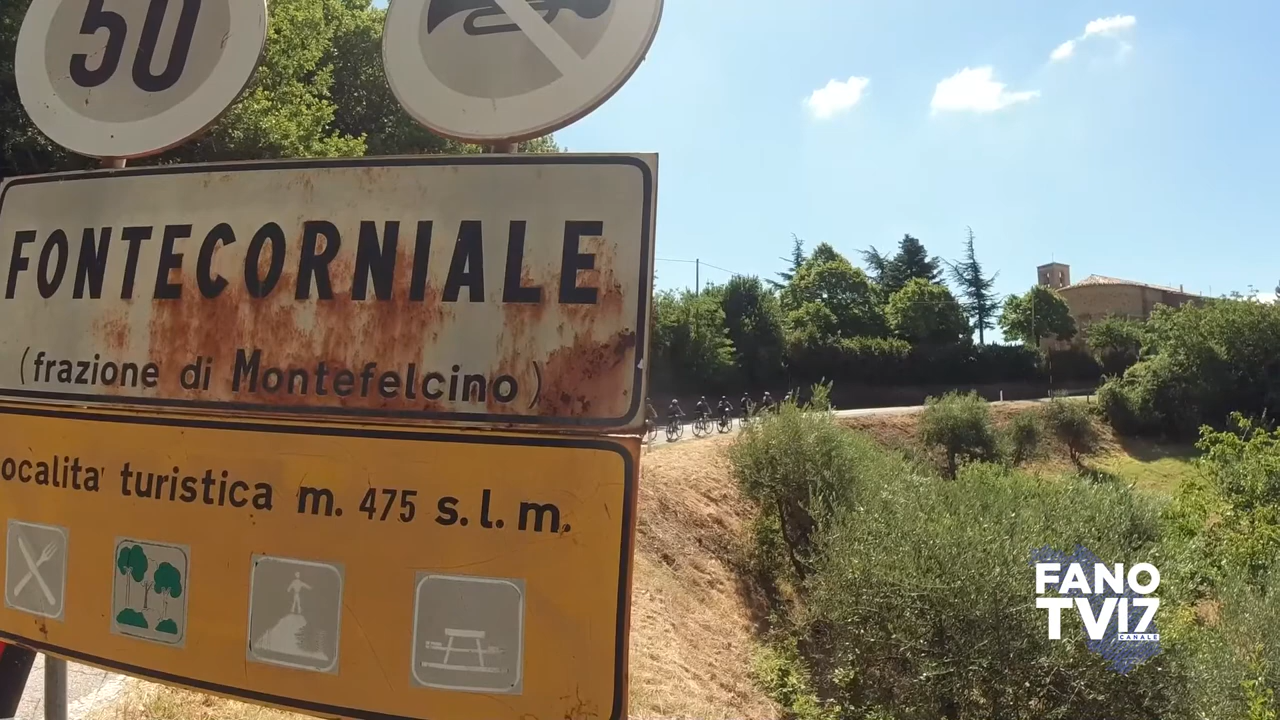 50
FONTECORNIALE
(frazione di Montefelcino)
ocalita' turistica m. 475 s.l.m.
FANO
TV17
CANALE